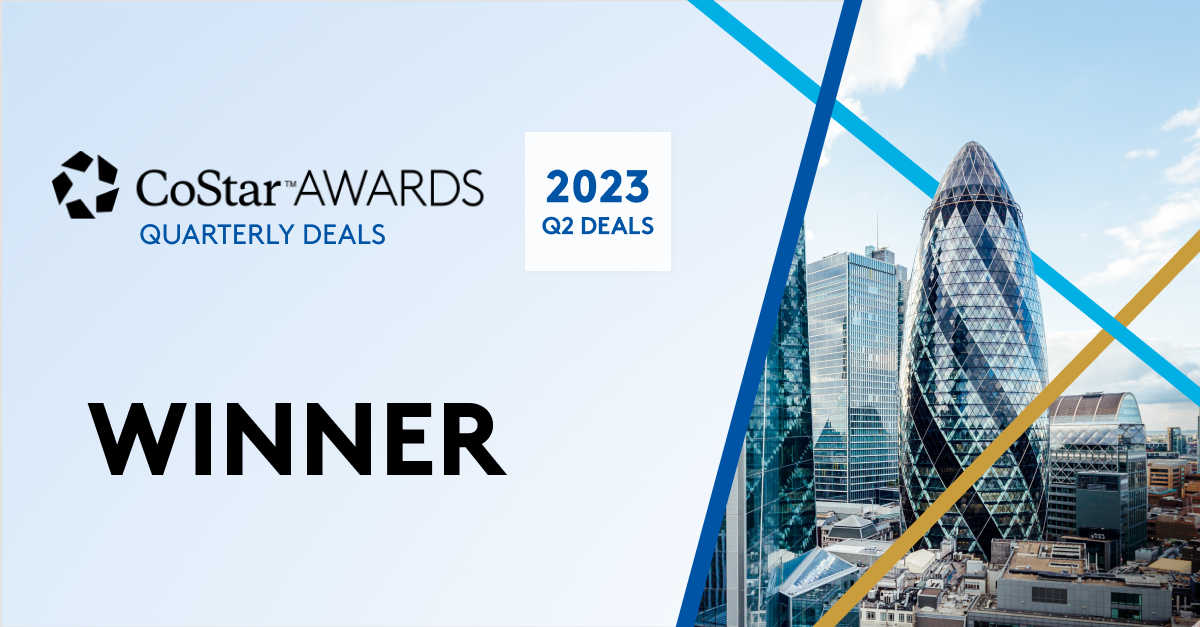 CoStar™AWARDS
QUARTERLY DEALS
2023
Q2 DEALS
WINNER